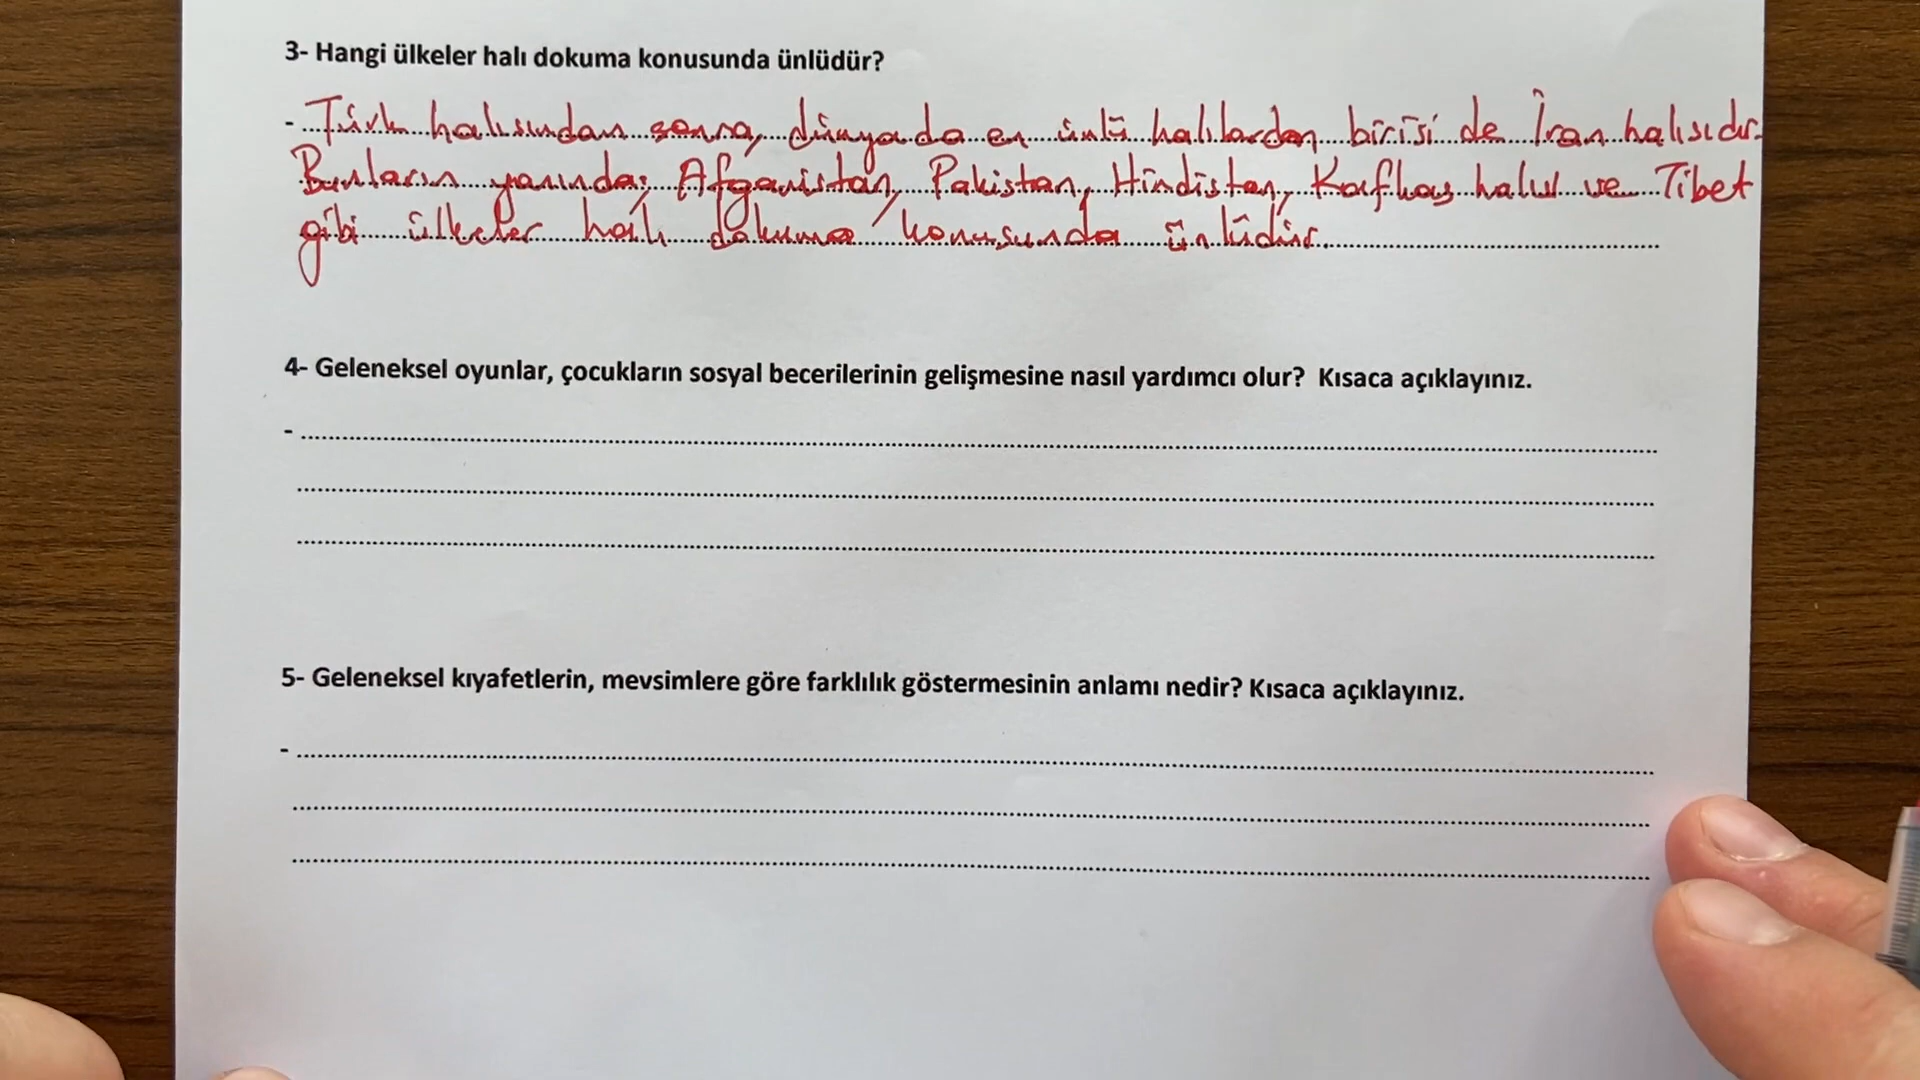 3- Hangi ülkeler halı dokuma konusunda ünlüdür?
- Türk halısından sonra, dünyada en ünlü halılardan birisi de İran halısıdır.
Bunların yanında; Afganistan, Pakistan, Hindistan, Kafkas halısı ve Tibet
gibi ülkeler halı dokuma konusunda ünlüdür.
4- Geleneksel oyunlar, çocukların sosyal becerilerinin gelişmesine nasıl yardımcı olur? Kısaca açıklayınız.
-
5- Geleneksel kıyafetlerin, mevsimlere göre farklılık göstermesinin anlamı nedir? Kısaca açıklayınız.
-